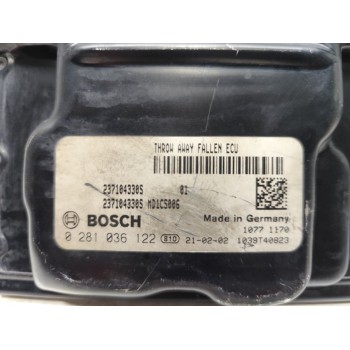 THROW AWAY FALLEN ECU
237104330S 01
237104330S MD1CS006
BOSCH Made in Germany
1077 1170
0 281 036 122 21-02-02 1039T40823